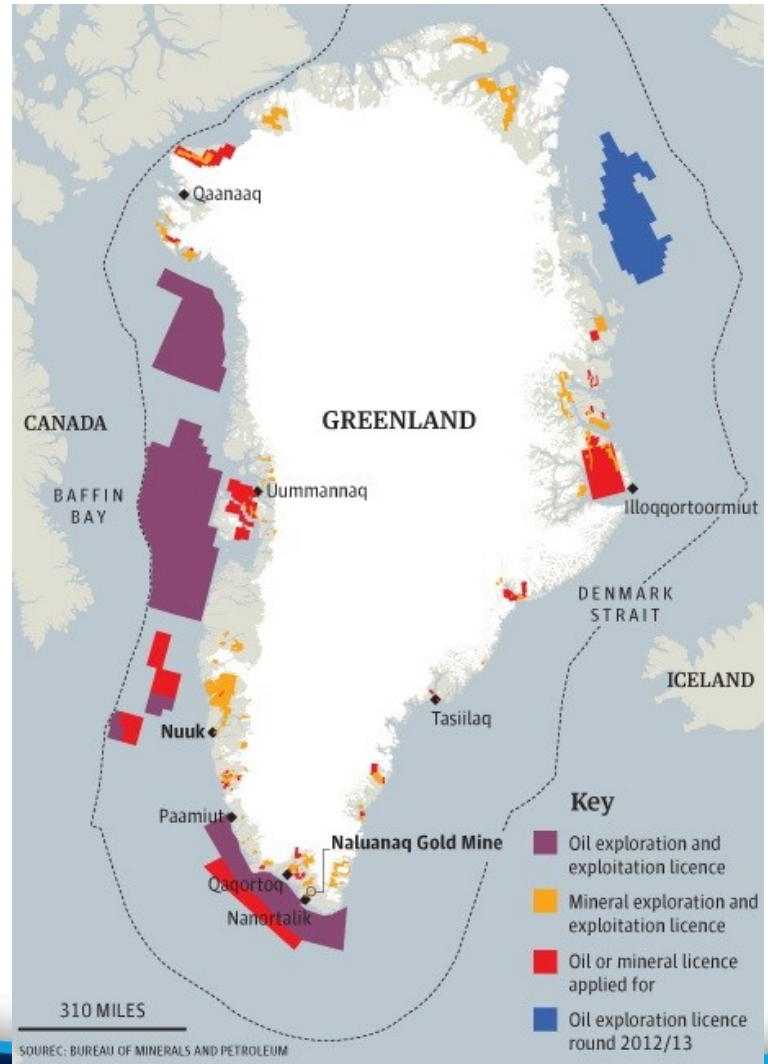 Qaanaaq
CANADA
GREENLAND
BAFFIN
BAY
Uummannaq
Illoqqortoormiut
DENMARK
STRAIT
ICELAND
Tasiilaq
Nuuk
Paamiut
Naluanaq Gold Mine
Qaqortoq
Nanortalik
Key
Oil exploration and
exploitation licence
Mineral exploration and
exploitation licence
Oil or mineral licence
applied for
Oil exploration licence
round 2012/13
310 MILES
SOUREC: BUREAU OF MINERALS AND PETROLEUM